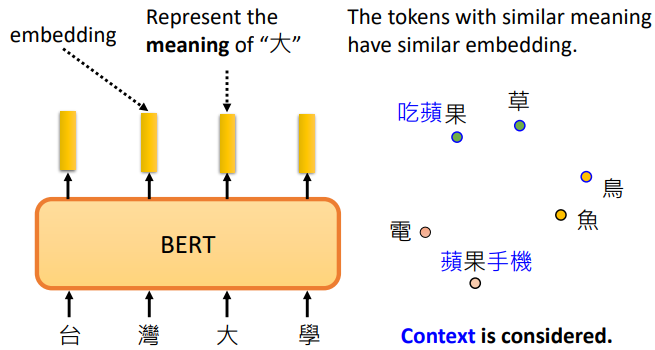 embedding
Represent the
meaning of “大”
BERT
台 灣 大 學
The tokens with similar meaning
have similar embedding.
吃蘋果
草
鳥
魚
電
蘋果手機
Context is considered.